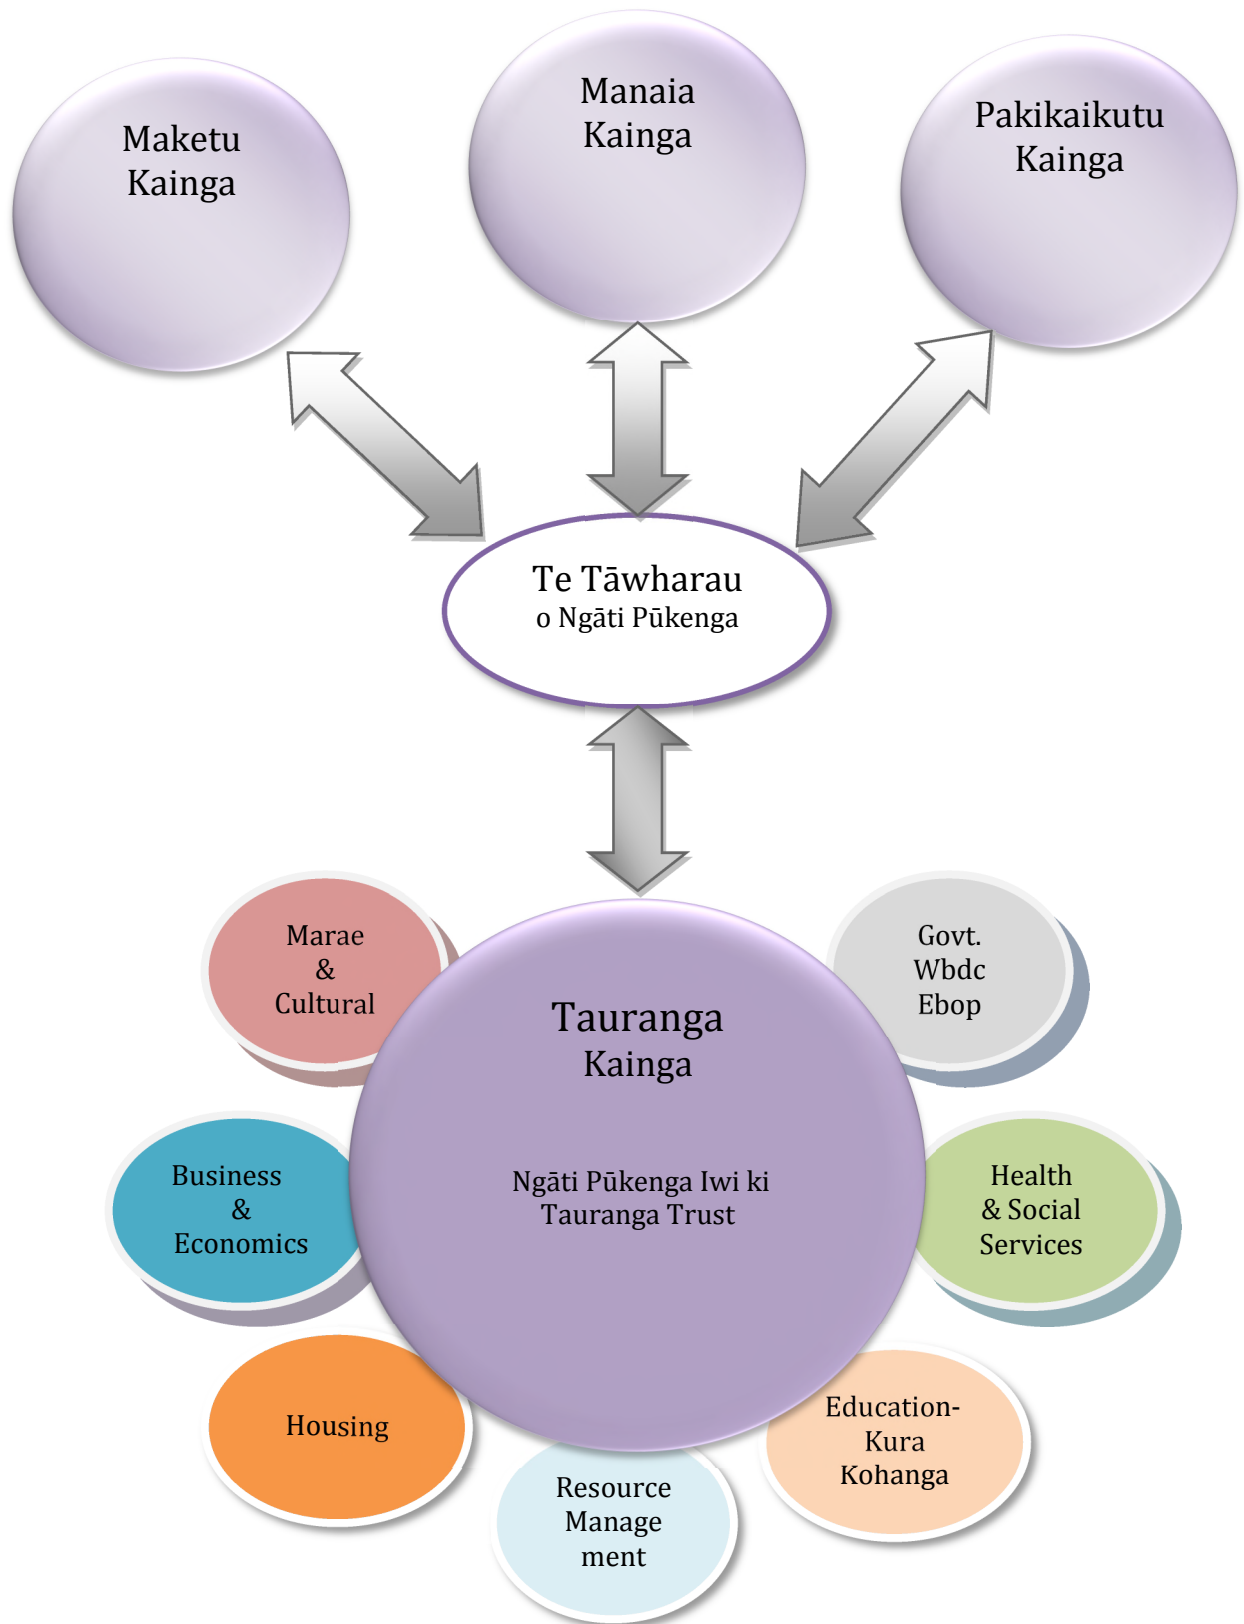 Maketu
Kainga
Manaia
Kainga
Pakikaikutu
Kainga
Te Tāwharau
o Ngāti Pūkenga
Marae
&
Cultural
Govt.
Wbdc
Ebop
Tauranga
Kainga
Ngāti Pūkenga Iwi ki
Tauranga Trust
Business
&
Economics
Health
& Social
Services
Housing
Education-
Kura
Kohanga
Resource
Manage
ment